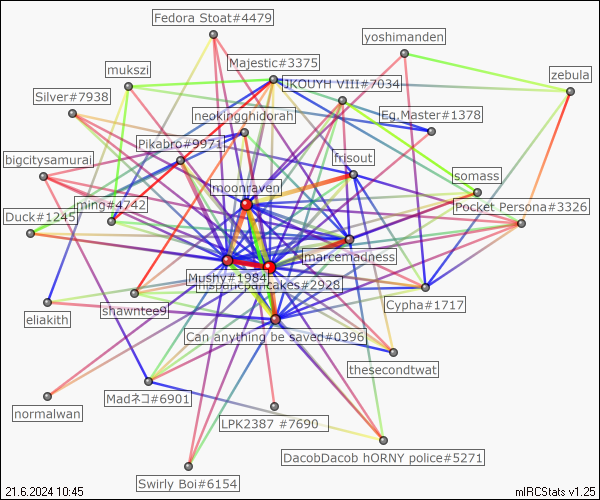 Fedora Stoat#4479
yoshimanden
Majestic#3375
mukszi
zebula
JKOUYH VIII#7034
Silver#7938
Eg.Master#1378
neokingghidorah
Pikabro#9971
frisout
bigcitysamurai
somass
moonraven
Pocket Persona#3326
ming#4742
Duck#1245
marcemadness
Mushy#1984
pancakes#2928
Cypha#1717
shawntee9
eliakith
Can anything be saved#0396
thesecondtwat
Madネコ#6901
normalwan
LPK2387 #7690
DacobDacob hORNY police#5271
Swirly Boi#6154
21.6.2024 10:45
mIRCStats v1.25